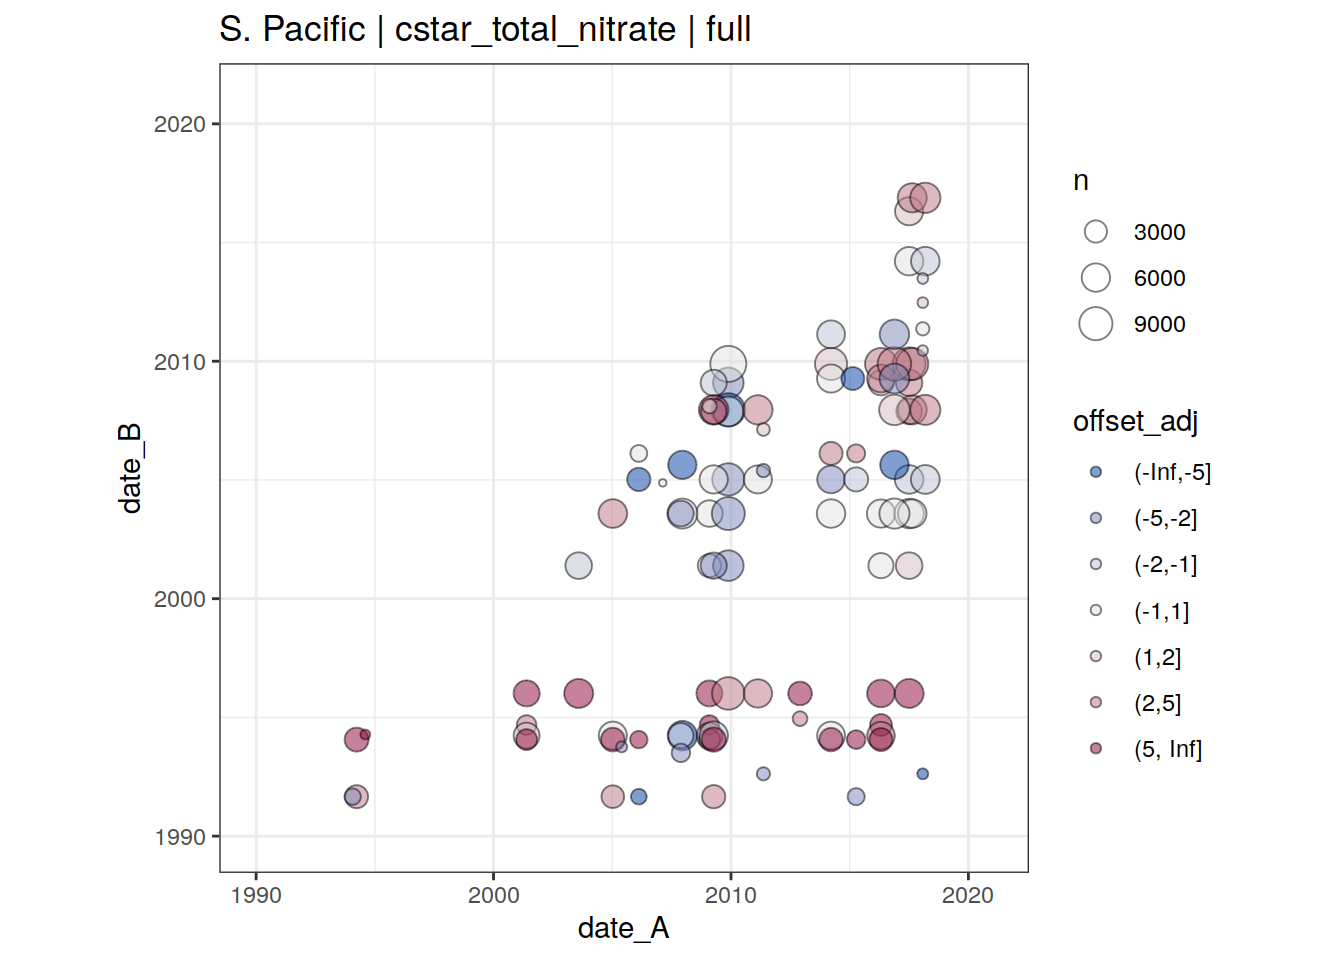 S. Pacific | cstar_total_nitrate | full
2020
2010
2000
1990
date_B
1990
2000
2010
2020
date_A
n
3000
6000
9000
offset_adj
(-Inf,-5]
(-5,-2]
(-2,-1]
(-1,1]
(1,2]
(2,5]
(5, Inf]